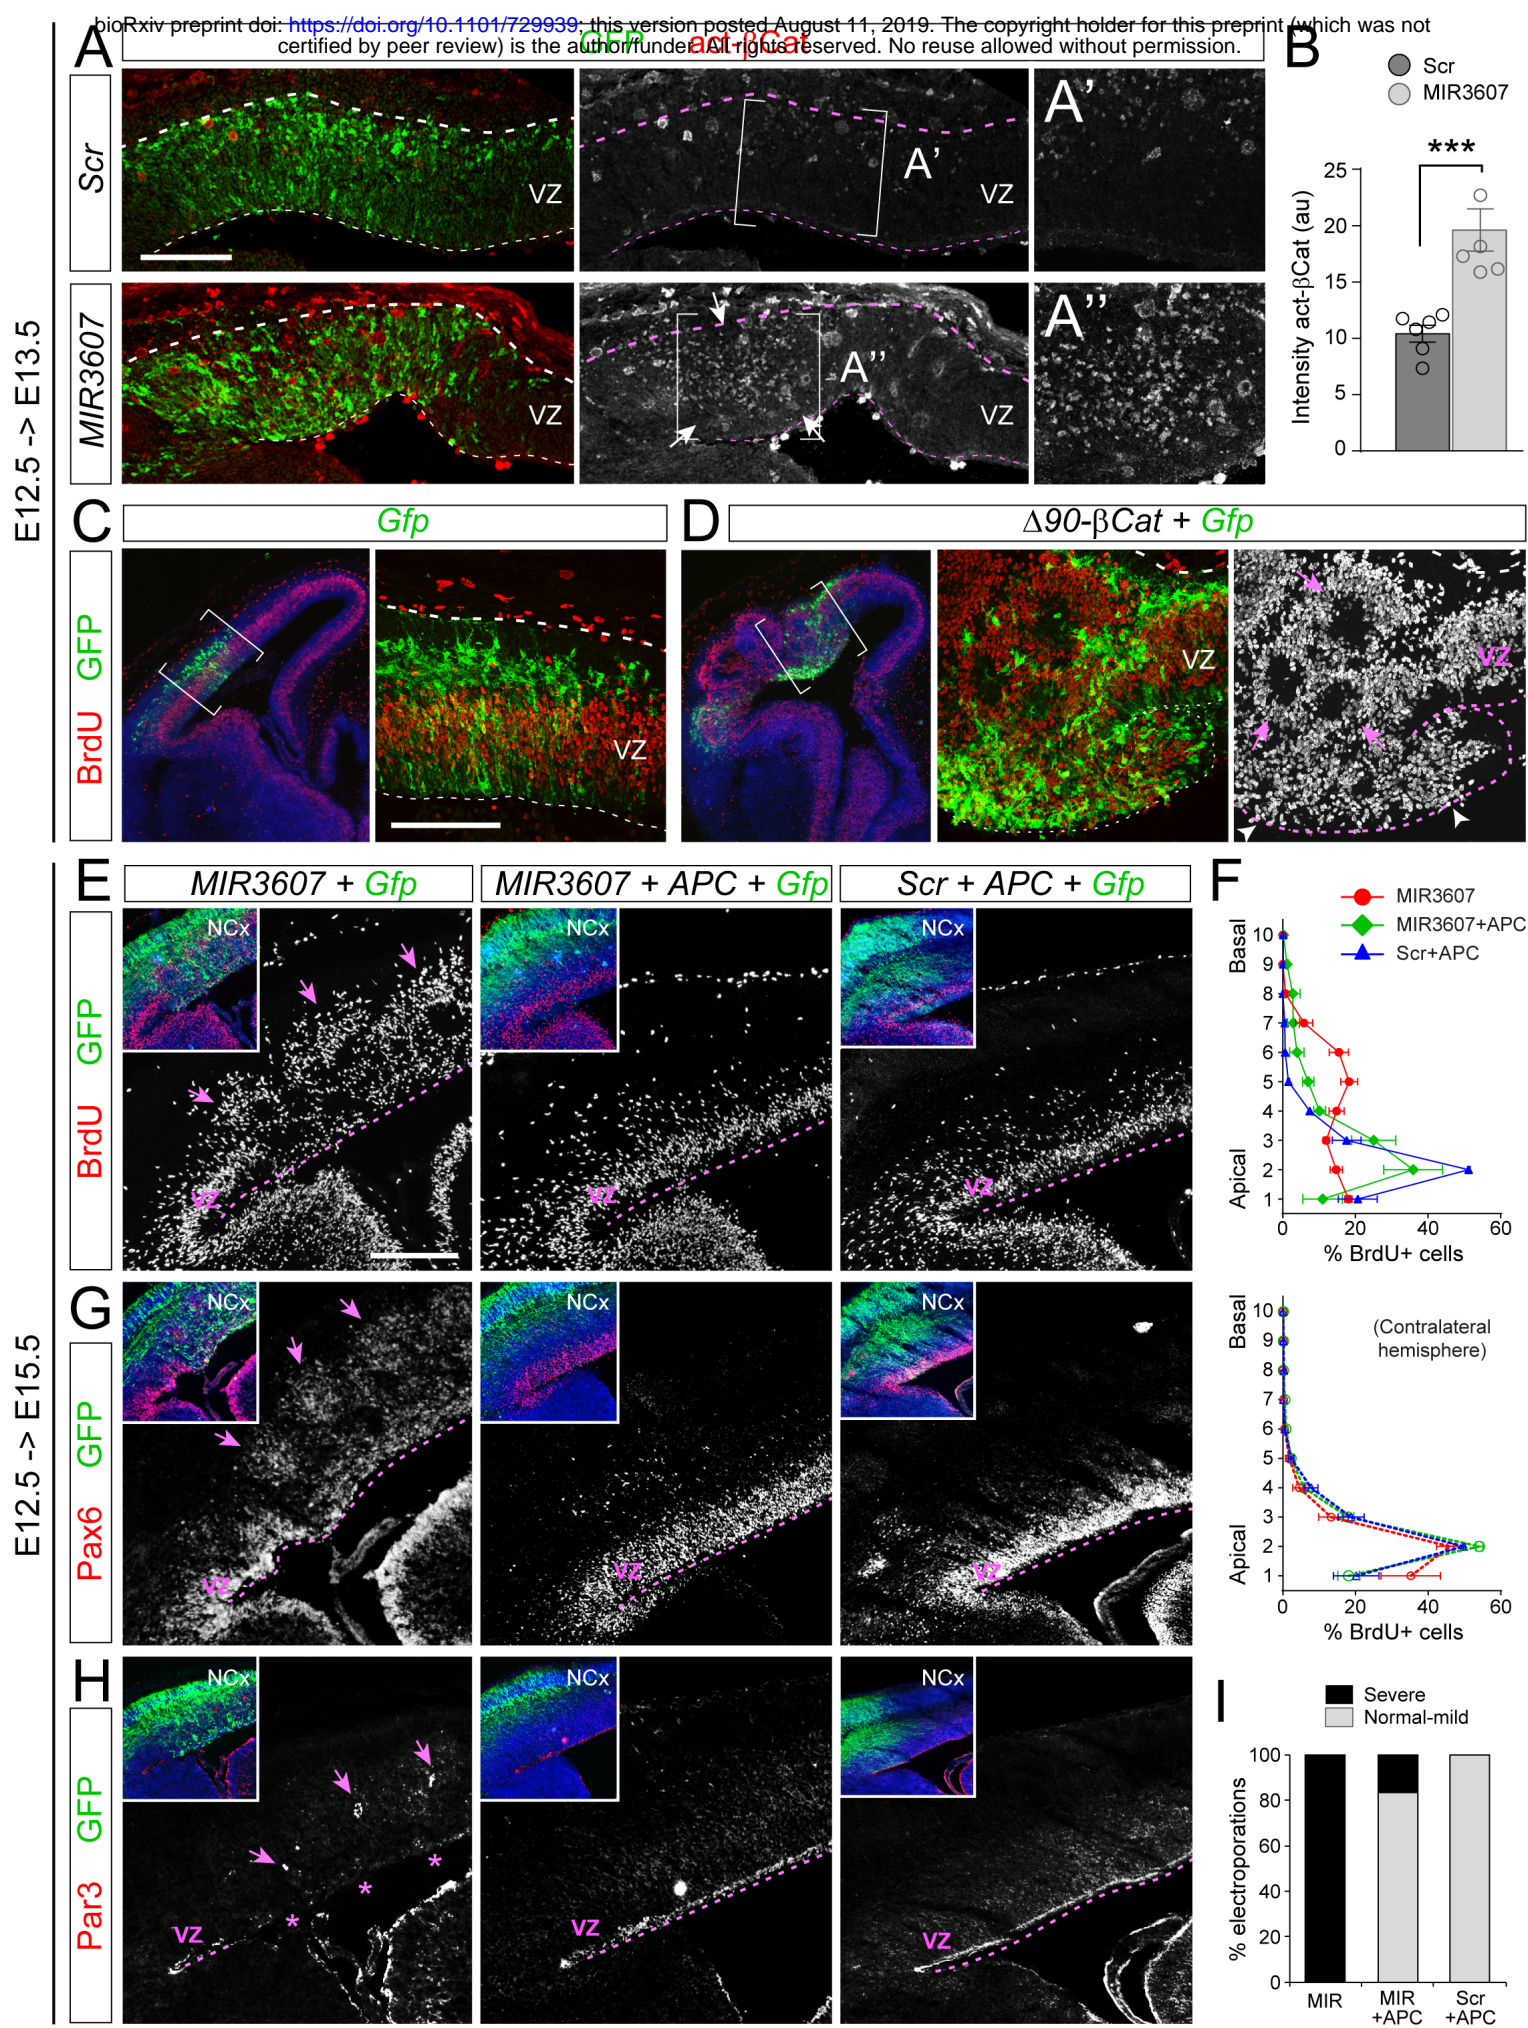 bioRxiv preprint doi: https://doi.org/10.1101/729939; this version posted August 11, 2019. The copyright holder for this preprint (which was not
certified by peer review) is the author/funder. All rights reserved. No reuse allowed without permission.
A
GFP act-βCat
Scr
VZ
A’
VZ
A’
MIR3607
VZ
A’’
VZ
A’’
E12.5 -> E13.5
B
Scr
MIR3607
***
Intensity act-βCat (au)
25
20
15
10
5
0
C
Gfp
BrdU GFP
VZ
D
Δ90-βCat + Gfp
VZ
VZ
E12.5 -> E15.5
E
MIR3607 + Gfp
MIR3607 + APC + Gfp
Scr + APC + Gfp
BrdU GFP
NCx
VZ
NCx
VZ
NCx
VZ
F
MIR3607
MIR3607+APC
Scr+APC
Basal
Apical
10
9
8
7
6
5
4
3
2
1
0 20 40 60
% BrdU+ cells
(Contralateral
hemisphere)
Basal
Apical
10
9
8
7
6
5
4
3
2
1
0 20 40 60
% BrdU+ cells
G
Pax6 GFP
NCx
VZ
NCx
VZ
NCx
VZ
H
Par3 GFP
NCx
* * *
VZ
NCx
VZ
NCx
VZ
I
Severe
Normal-mild
% electroporations
100
80
60
40
20
0
MIR
MIR
+APC
Scr
+APC